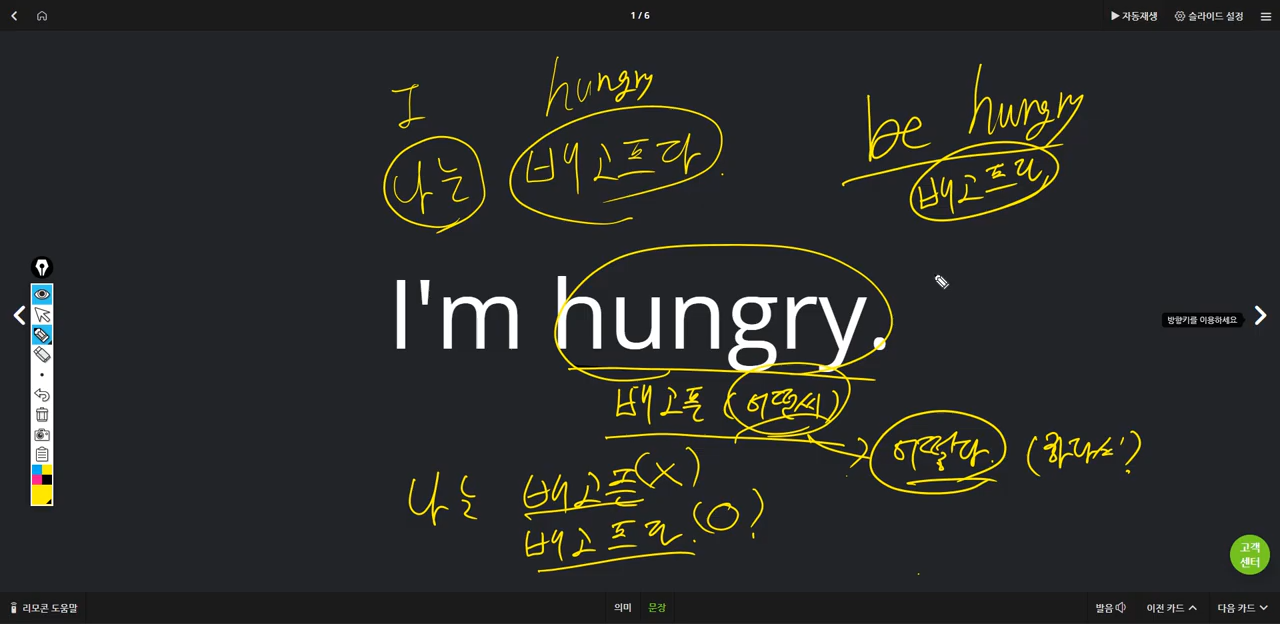 1 / 6
▶ 자동재생 슬라이드 설정
I hungry
be hungry
나는 배고프다.
배고프다
I'm hungry.
방향키를 이용하세요
배고픈 (어떤씨)
어떻다. (하다씨?)
나는 배고픈 (X)
배고프다. (O)?
고객
센터
리모콘 도움말 의미 문장 발음 이전 카드 다음 카드